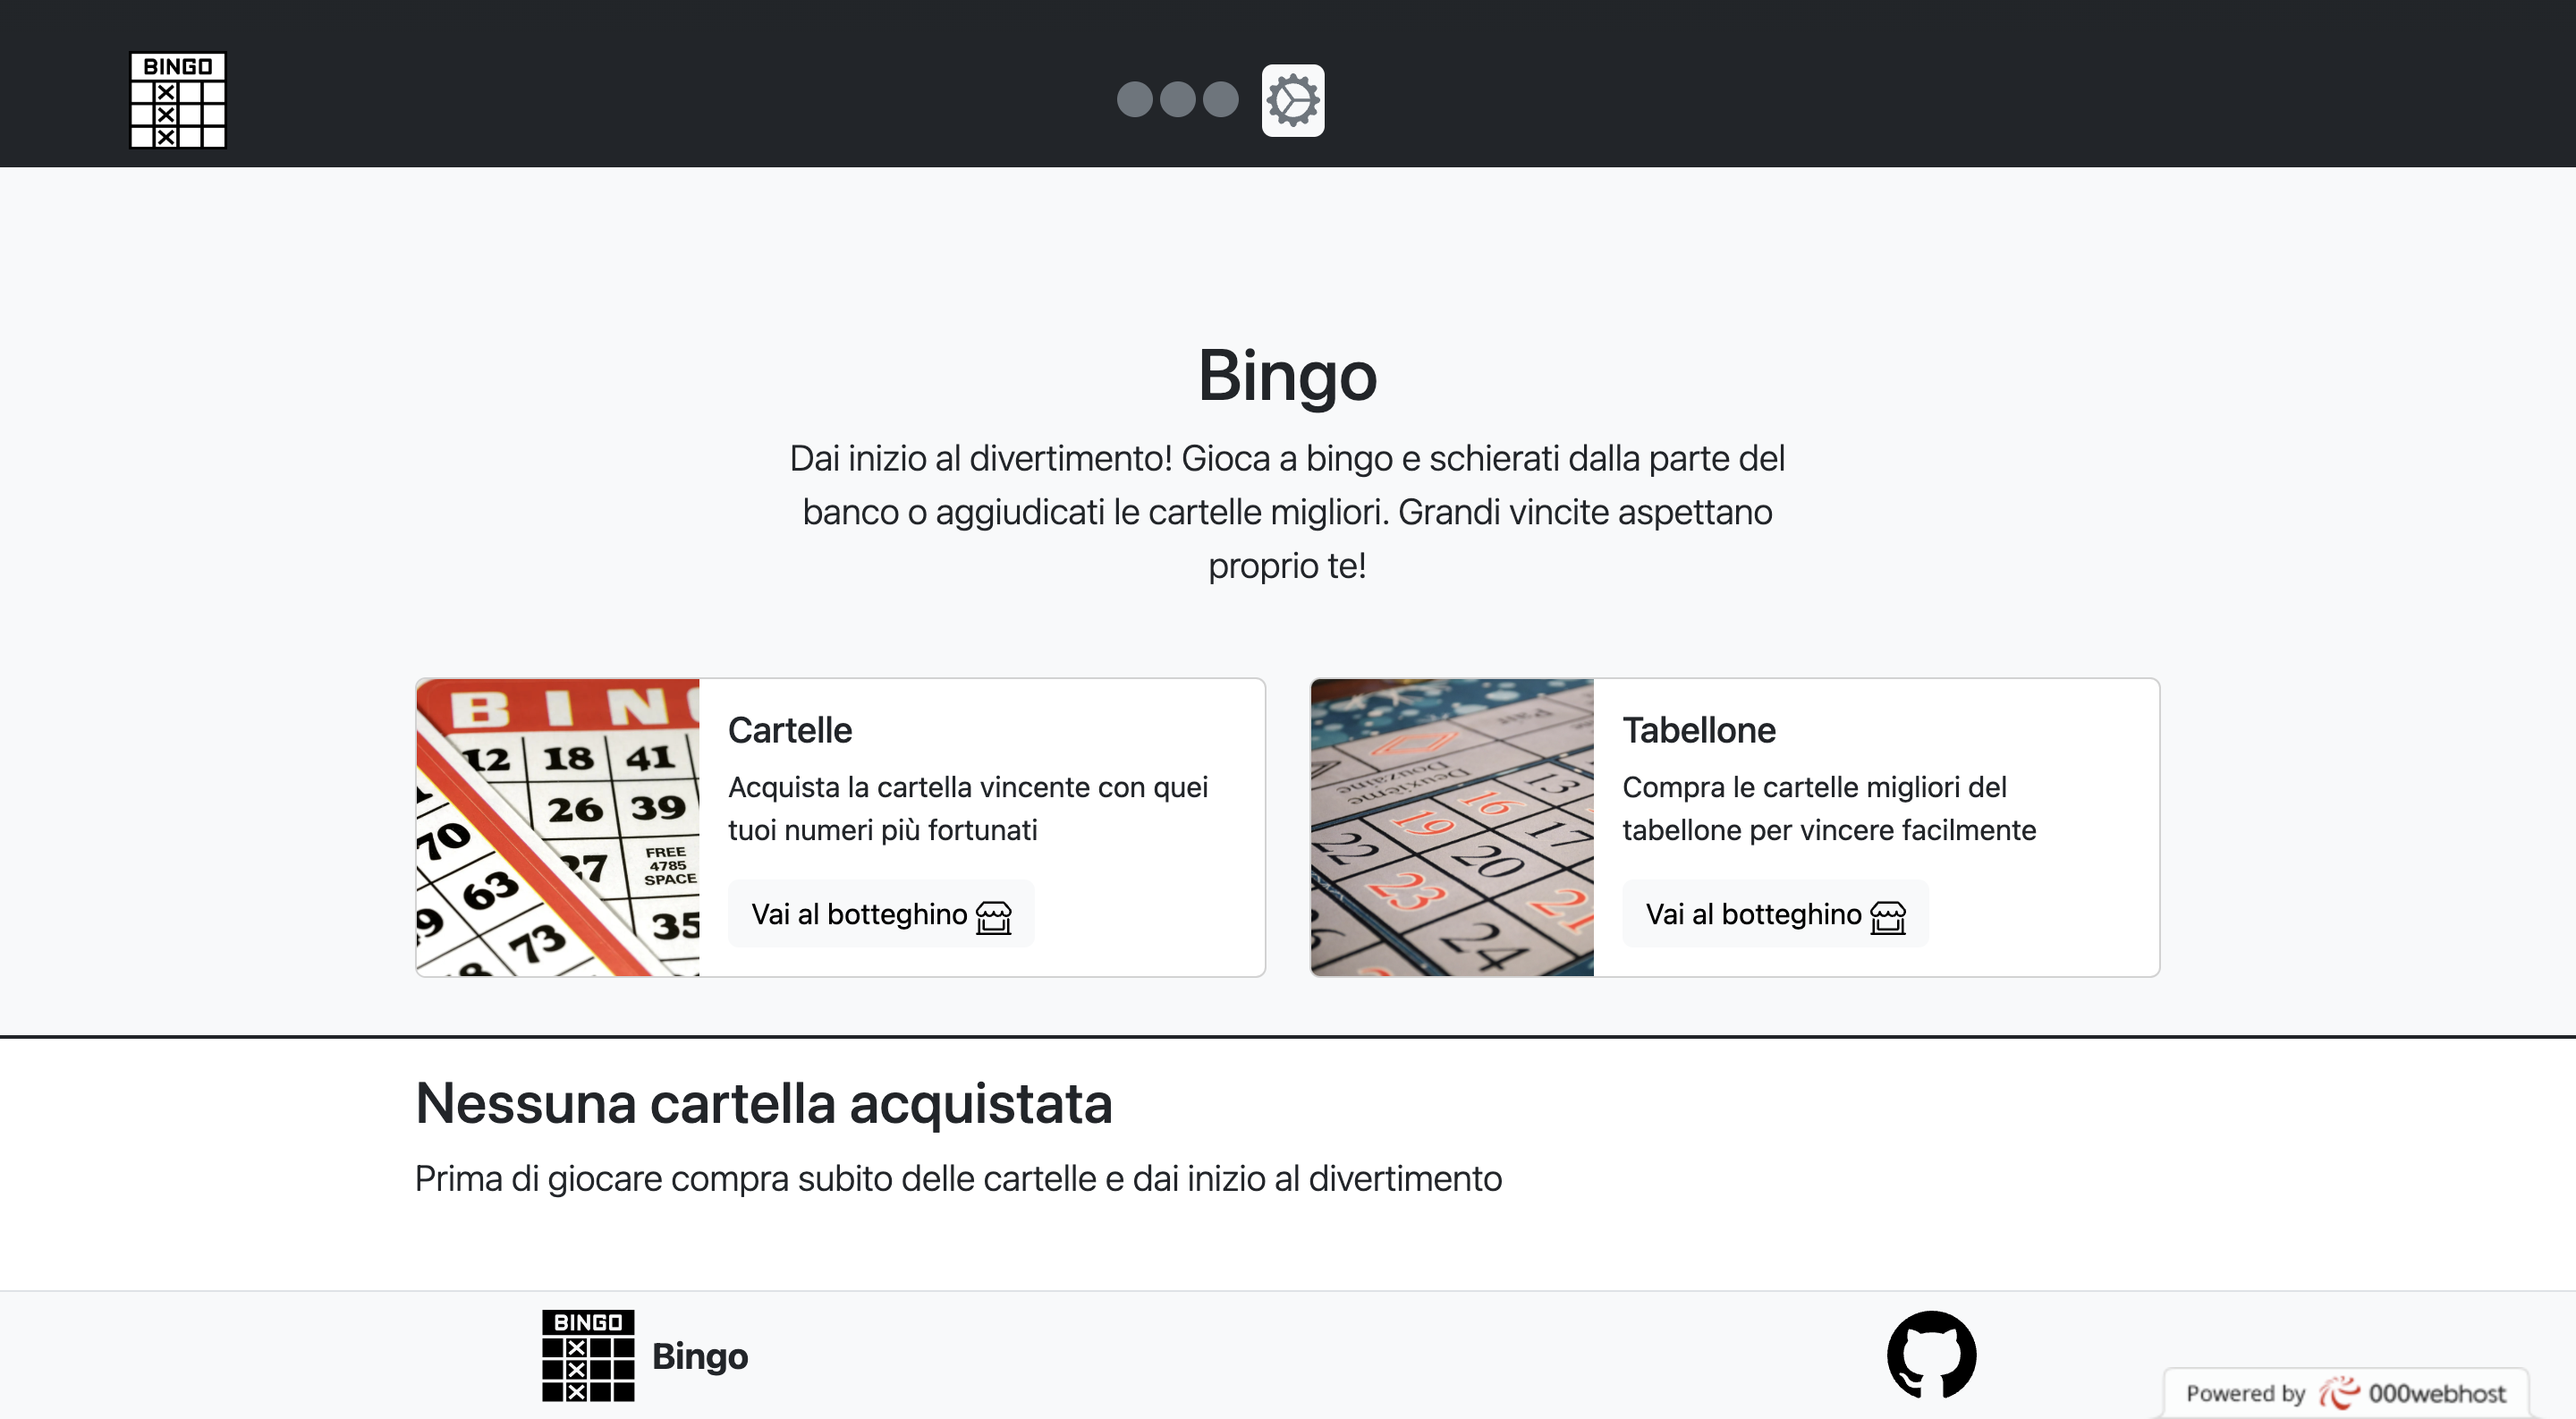 BINGO
Bingo
Dai inizio al divertimento! Gioca a bingo e schierati dalla parte del
banco o aggiudicati le cartelle migliori. Grandi vincite aspettano
proprio te!
BIN
12 18 41
26 39
70
27 FREE
4785
SPACE
63
35
73
Cartelle
Acquista la cartella vincente con quei
tuoi numeri più fortunati
Vai al botteghino
Pair
Deuxième
Douzaine
13
16
17
19
20
22
21
23
24
Tabellone
Compra le cartelle migliori del
tabellone per vincere facilmente
Vai al botteghino
Nessuna cartella acquistata
Prima di giocare compra subito delle cartelle e dai inizio al divertimento
BINGO
Bingo
Powered by 000webhost